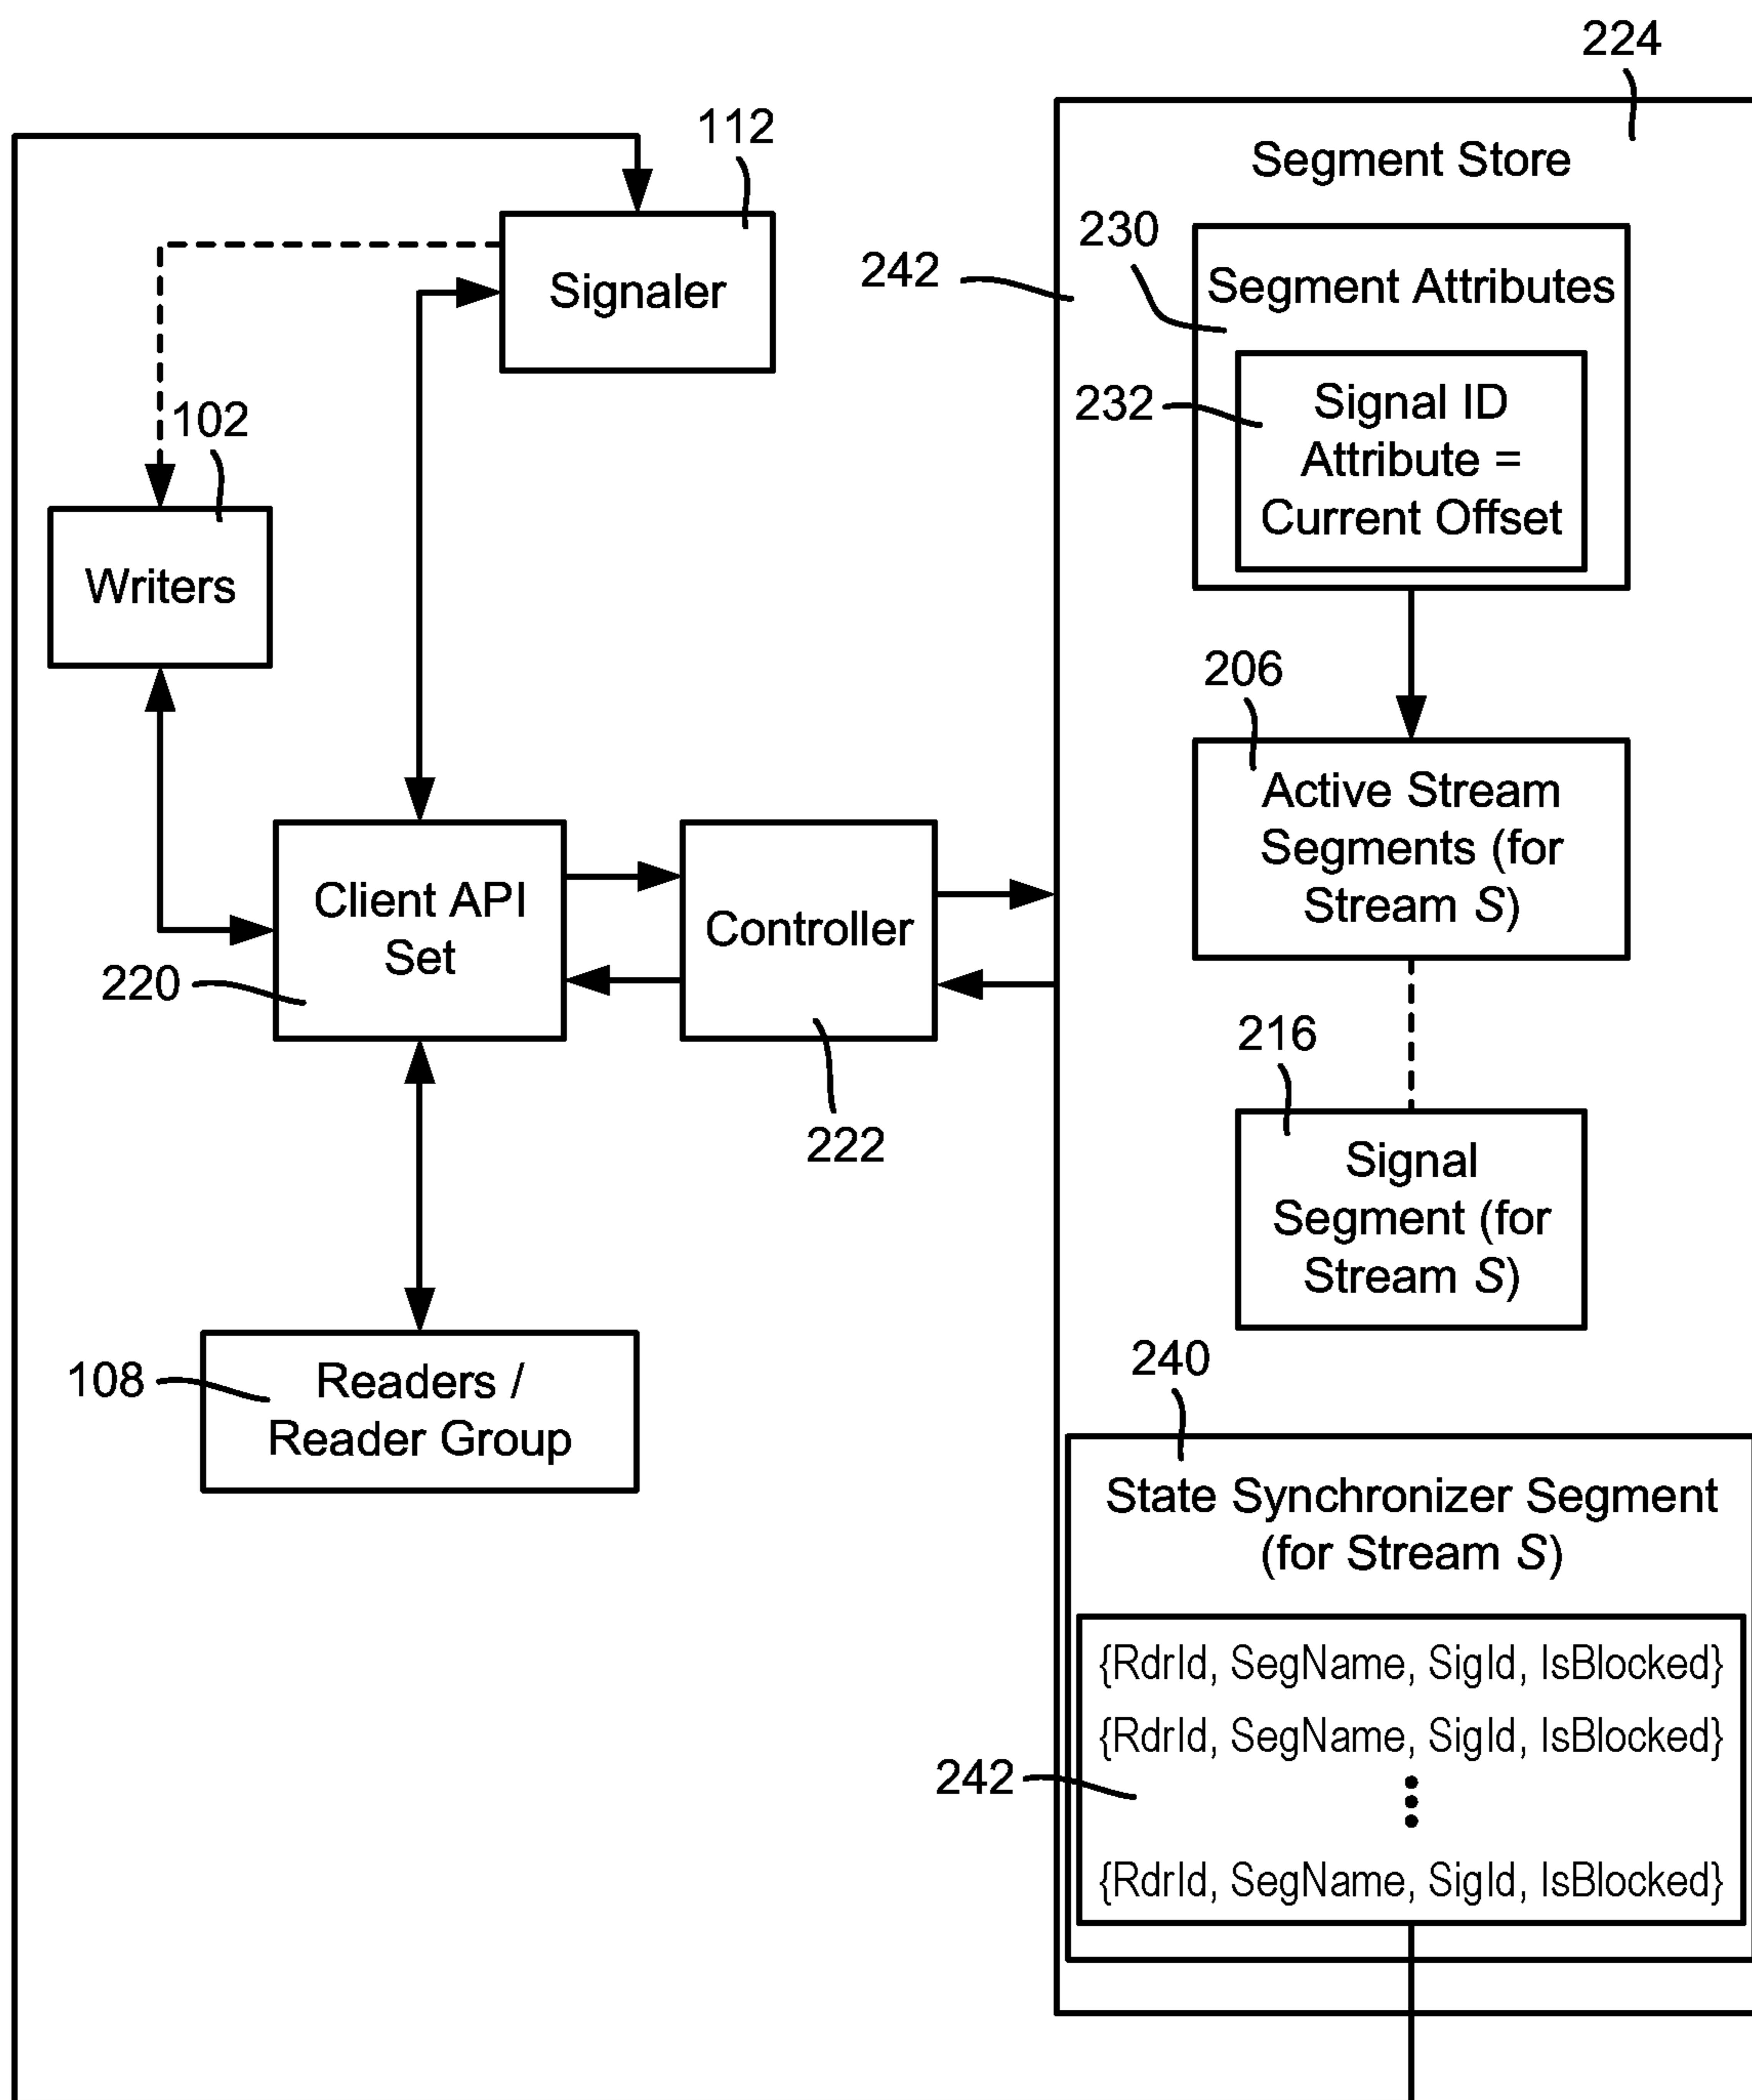 224
Segment Store
112
Signaler
242
230
Segment Attributes
232
Signal ID
Attribute =
Current Offset
102
Writers
206
Active Stream
Segments (for
Stream S)
Client API
Set
220
Controller
222
216
Signal
Segment (for
Stream S)
108
Readers /
Reader Group
240
State Synchronizer Segment
(for Stream S)
{RdrId, SegName, SigId, IsBlocked}
{RdrId, SegName, SigId, IsBlocked}
242
{RdrId, SegName, SigId, IsBlocked}